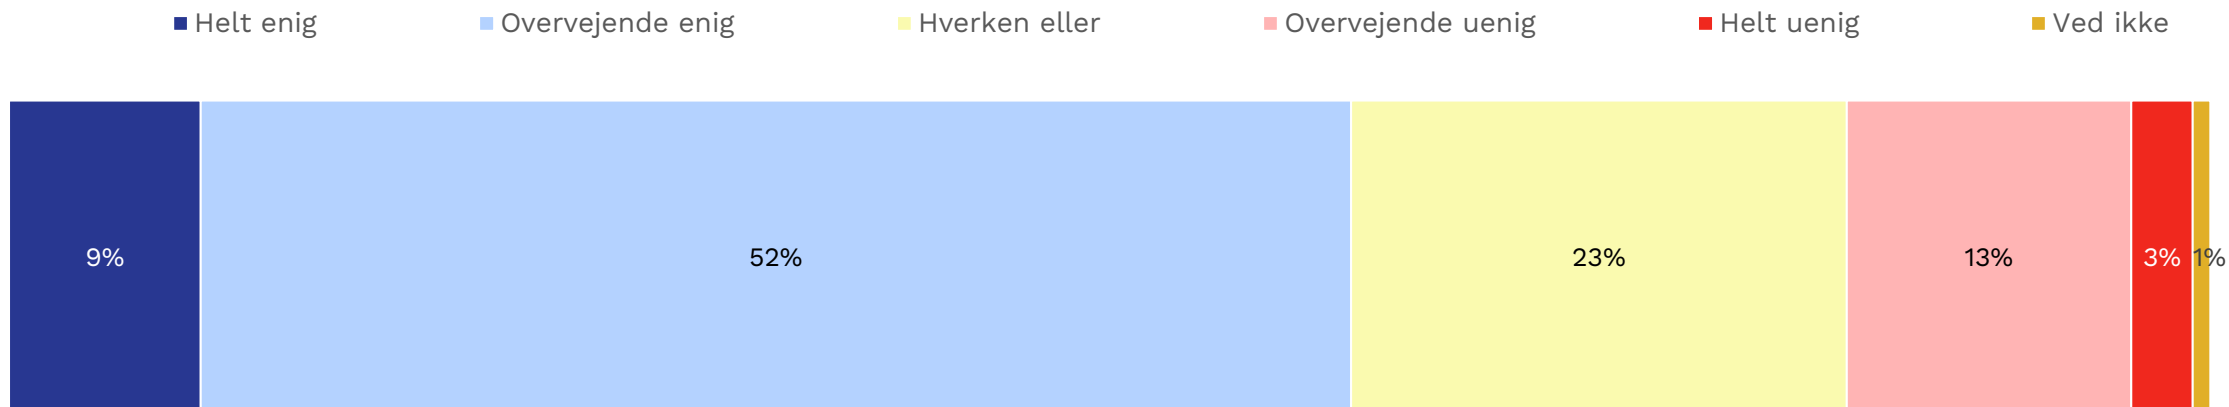 Helt enig Overvejende enig Hverken eller Overvejende uenig Helt uenig Ved ikke
9% 52% 23% 13% 3% 1%